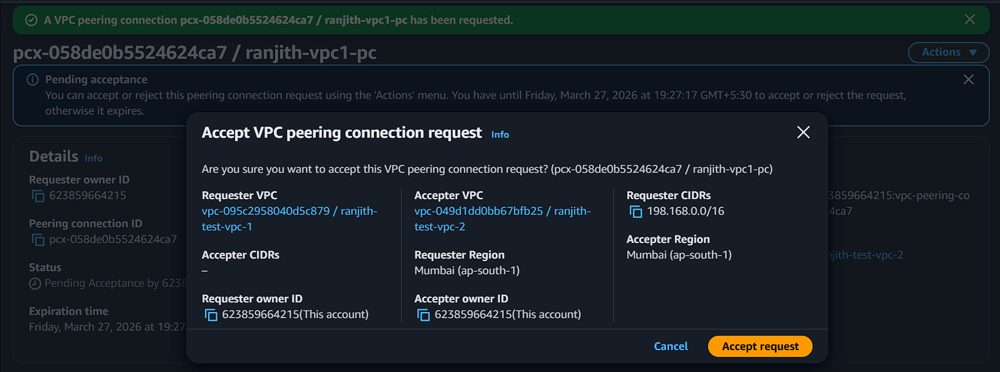 A VPC peering connection pcx-058de0b5524624ca7 / ranjith-vpc1-pc has been requested.
pcx-058de0b5524624ca7 / ranjith-vpc1-pc
Actions
Pending acceptance
You can accept or reject this peering connection request using the 'Actions' menu. You have until Friday, March 27, 2026 at 19:27:17 GMT+5:30 to accept or reject the request,
otherwise it expires.
Details Info
Requester owner ID
623859664215
Peering connection ID
pcx-058de0b5524624ca7
Status
Pending Acceptance by 6238
Expiration time
Friday, March 27, 2026 at 19:27
Accept VPC peering connection request Info
Are you sure you want to accept this VPC peering connection request? (pcx-058de0b5524624ca7 / ranjith-vpc1-pc)
Requester VPC
vpc-095c2958040d5c879 / ranjith-
test-vpc-1
Accepter CIDRs
–
Requester owner ID
623859664215(This account)
Accepter VPC
vpc-049d1dd0bb67bfb25 / ranjith-
test-vpc-2
Requester Region
Mumbai (ap-south-1)
Accepter owner ID
623859664215(This account)
Requester CIDRs
198.168.0.0/16
Accepter Region
Mumbai (ap-south-1)
Cancel
Accept request
3859664215:vpc-peering-co
4ca7
njith-test-vpc-2